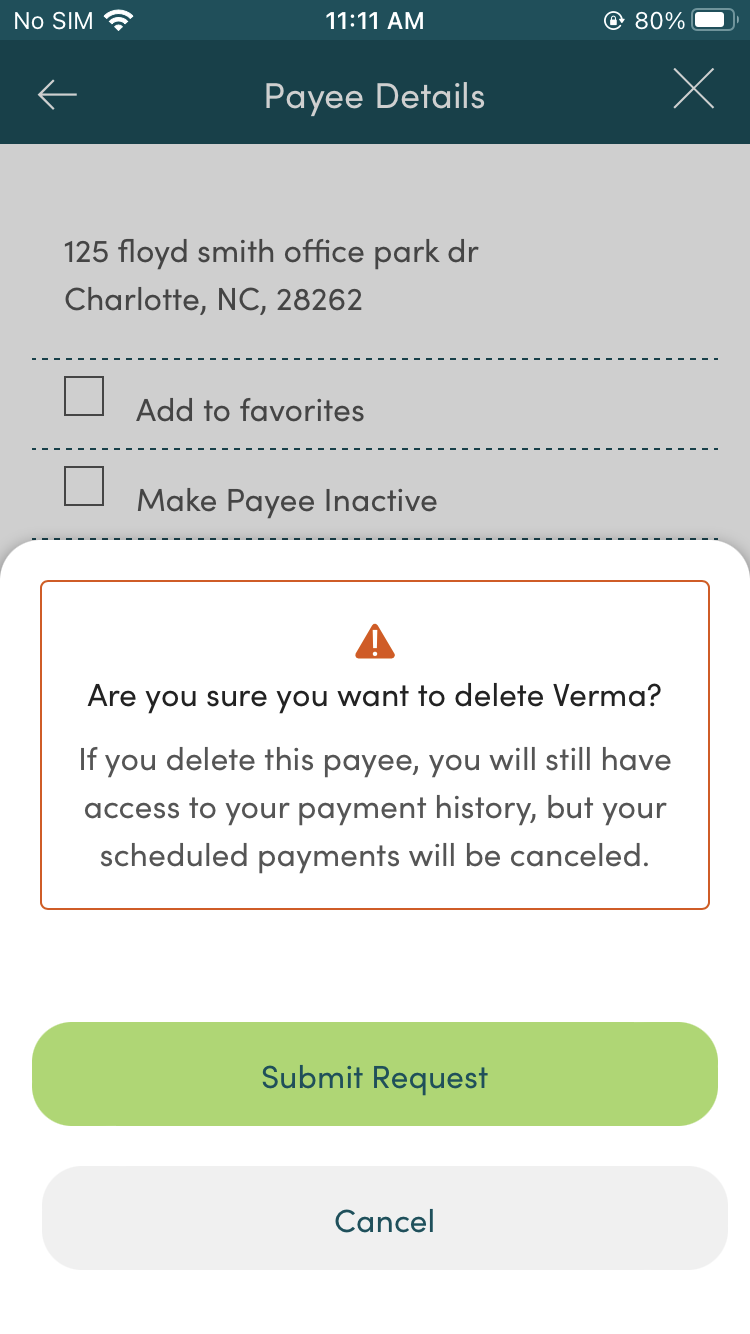 No SIM 11:11 AM 80%
Payee Details
125 floyd smith office park dr
Charlotte, NC, 28262
Add to favorites
Make Payee Inactive
Are you sure you want to delete Verma?
If you delete this payee, you will still have
access to your payment history, but your
scheduled payments will be canceled.
Submit Request
Cancel